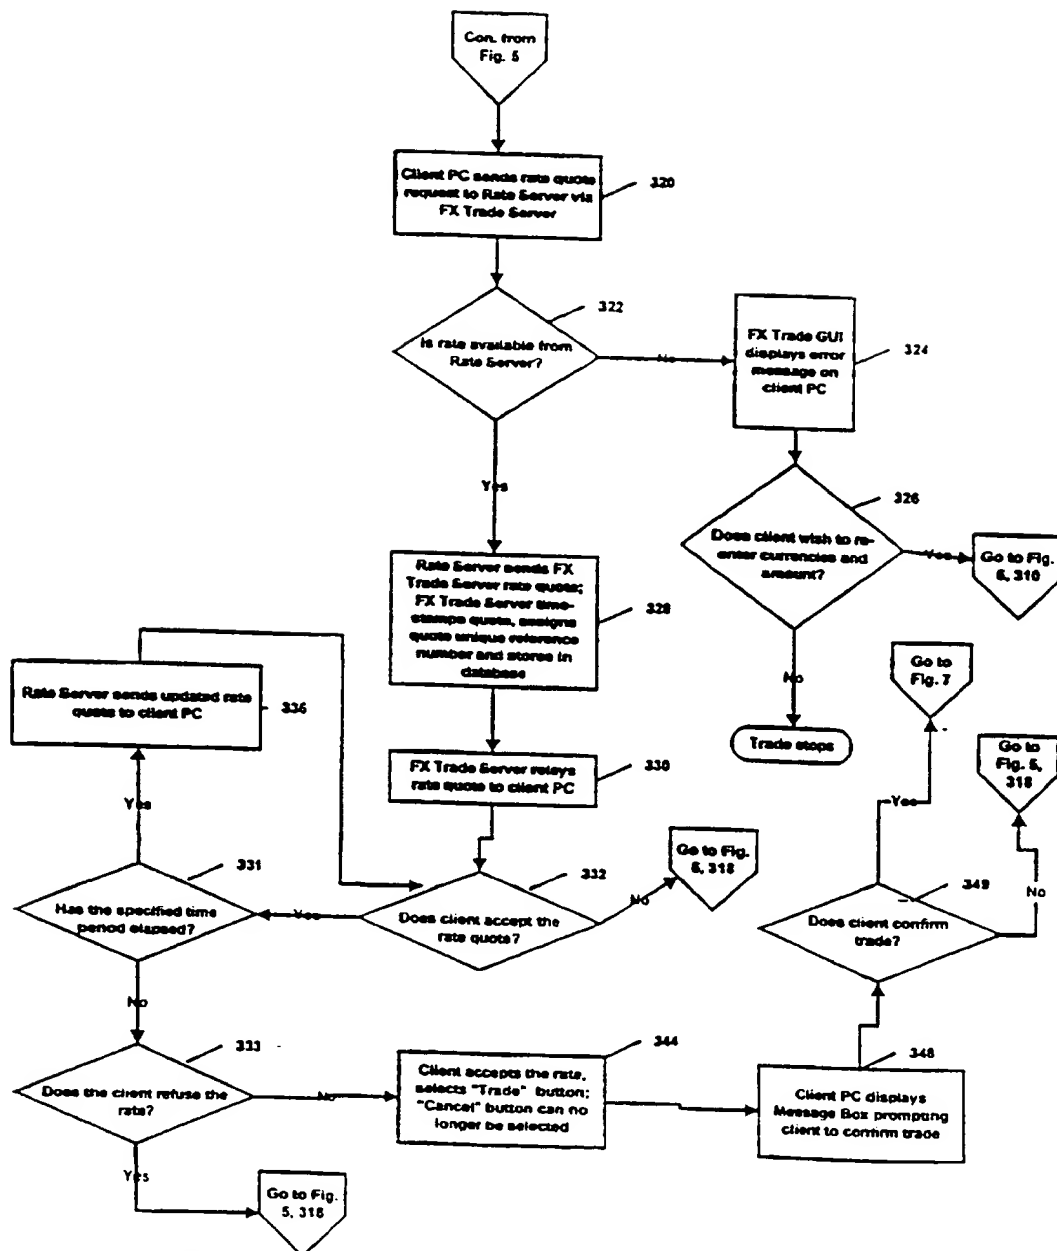 Con. from
Fig. 5
Client PC sends rate quote
request to Rate Server via
FX Trade Server
320
Is rate available from
Rate Server?
322
No
FX Trade GUI
displays error
message on
client PC
324
Yes
Does client wish to re-
enter currencies and
amount?
326
Yes
Go to Fig.
5, 310
No
Trade stops
Rate Server sends FX
Trade Server rate quote;
FX Trade Server time-
stamps quote, assigns
quote unique reference
number and stores in
database
328
FX Trade Server relays
rate quote to client PC
330
Rate Server sends updated rate
quote to client PC
336
Yes
Has the specified time
period elapsed?
331
Yes
Does client accept the
rate quote?
332
No
Go to Fig.
5, 318
Go to
Fig. 7
Go to
Fig. 5,
318
Yes
No
Does client confirm
trade?
349
No
Does the client refuse the
rate?
333
No
Client accepts the rate,
selects "Trade" button;
"Cancel" button can no
longer be selected
344
Client PC displays
Message Box prompting
client to confirm trade
348
Yes
Go to Fig.
5, 318